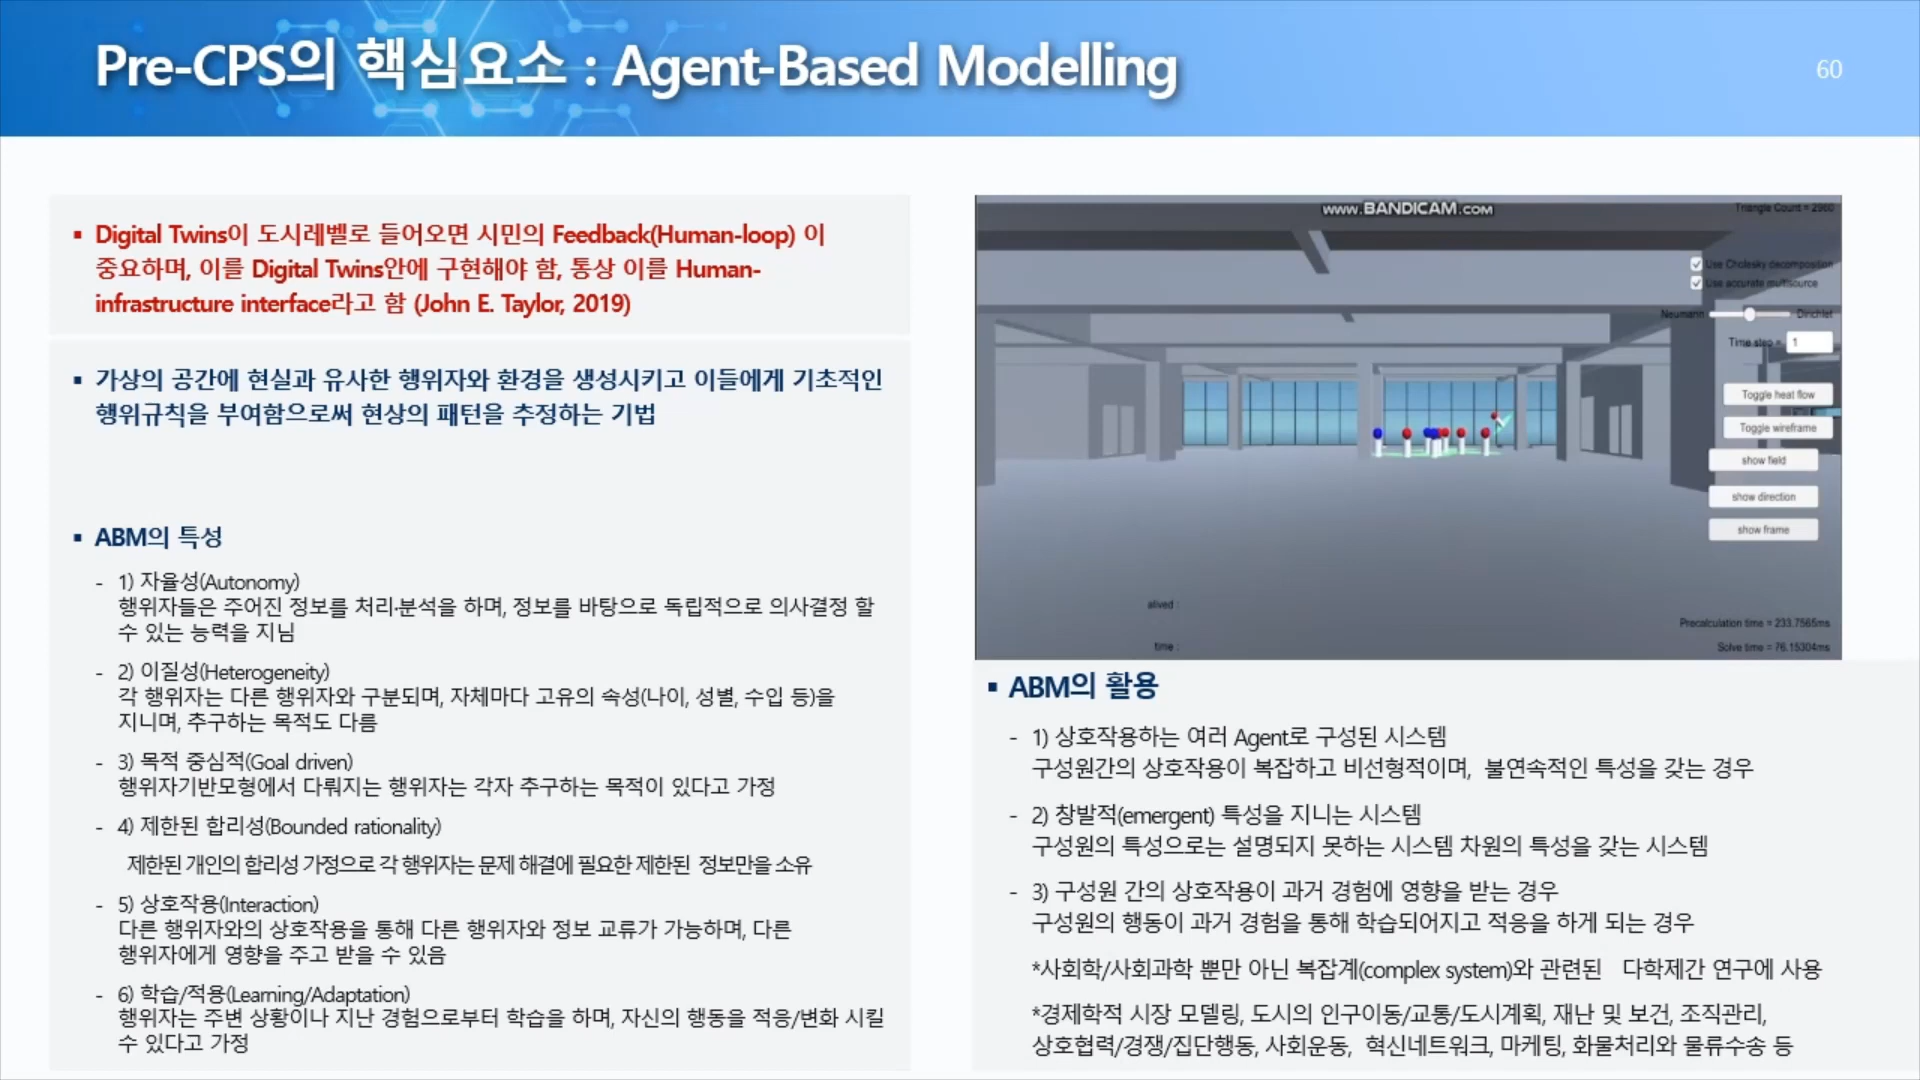 Pre-CPS의 핵심요소 : Agent-Based Modelling
60
▪ Digital Twins이 도시레벨로 들어오면 시민의 Feedback(Human-loop) 이
중요하며, 이를 Digital Twins안에 구현해야 함, 통상 이를 Human-
infrastructure interface라고 함 (John E. Taylor, 2019)
▪ 가상의 공간에 현실과 유사한 행위자와 환경을 생성시키고 이들에게 기초적인
행위규칙을 부여함으로써 현상의 패턴을 추정하는 기법
▪ ABM의 특성
- 1) 자율성(Autonomy)
행위자들은 주어진 정보를 처리·분석을 하며, 정보를 바탕으로 독립적으로 의사결정 할
수 있는 능력을 지님
- 2) 이질성(Heterogeneity)
각 행위자는 다른 행위자와 구분되며, 자체마다 고유의 속성(나이, 성별, 수입 등)을
지니며, 추구하는 목적도 다름
- 3) 목적 중심적(Goal driven)
행위자기반모형에서 다뤄지는 행위자는 각자 추구하는 목적이 있다고 가정
- 4) 제한된 합리성(Bounded rationality)
제한된 개인의 합리성 가정으로 각 행위자는 문제 해결에 필요한 제한된 정보만을 소유
- 5) 상호작용(Interaction)
다른 행위자와의 상호작용을 통해 다른 행위자와 정보 교류가 가능하며, 다른
행위자에게 영향을 주고 받을 수 있음
- 6) 학습/적용(Learning/Adaptation)
행위자는 주변 상황이나 지난 경험으로부터 학습을 하며, 자신의 행동을 적응/변화 시킬
수 있다고 가정
www.BANDICAM.com
Triangle Count = 2960
Use Cholesky decomposition
Use accurate multisource
Neumann Dirichlet
Time step = 1
Toggle heat flow
Toggle wireframe
show field
show direction
show frame
alived :
time :
Precalculation time = 233.7565ms
Solve time = 76.15304ms
▪ ABM의 활용
- 1) 상호작용하는 여러 Agent로 구성된 시스템
구성원간의 상호작용이 복잡하고 비선형적이며, 불연속적인 특성을 갖는 경우
- 2) 창발적(emergent) 특성을 지니는 시스템
구성원의 특성으로는 설명되지 못하는 시스템 차원의 특성을 갖는 시스템
- 3) 구성원 간의 상호작용이 과거 경험에 영향을 받는 경우
구성원의 행동이 과거 경험을 통해 학습되어지고 적응을 하게 되는 경우
*사회학/사회과학 뿐만 아닌 복잡계(complex system)와 관련된 다학제간 연구에 사용
*경제학적 시장 모델링, 도시의 인구이동/교통/도시계획, 재난 및 보건, 조직관리,
상호협력/경쟁/집단행동, 사회운동, 혁신네트워크, 마케팅, 화물처리와 물류수송 등